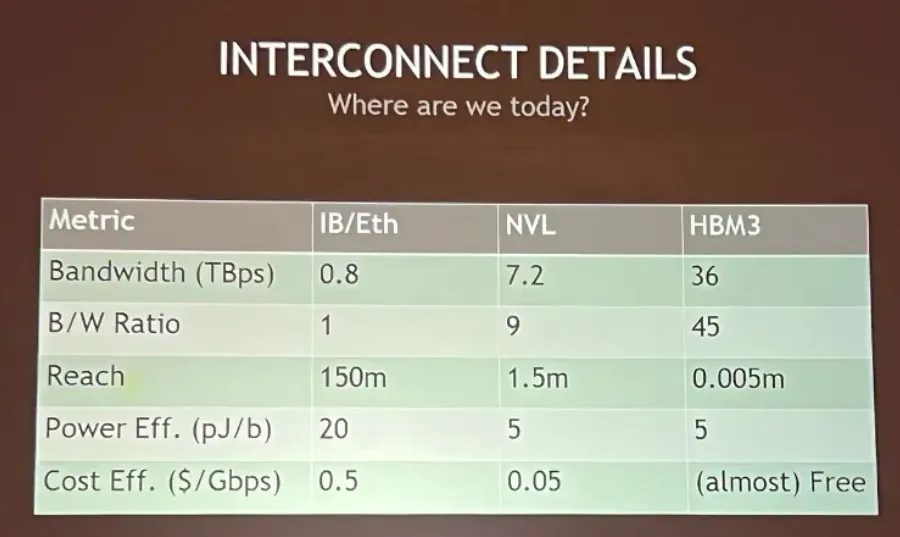 INTERCONNECT DETAILS
Where are we today?
Metric IB/Eth NVL HBM3
Bandwidth (TBps) 0.8 7.2 36
B/W Ratio 1 9 45
Reach 150m 1.5m 0.005m
Power Eff. (pJ/b) 20 5 5
Cost Eff. ($/Gbps) 0.5 0.05 (almost) Free